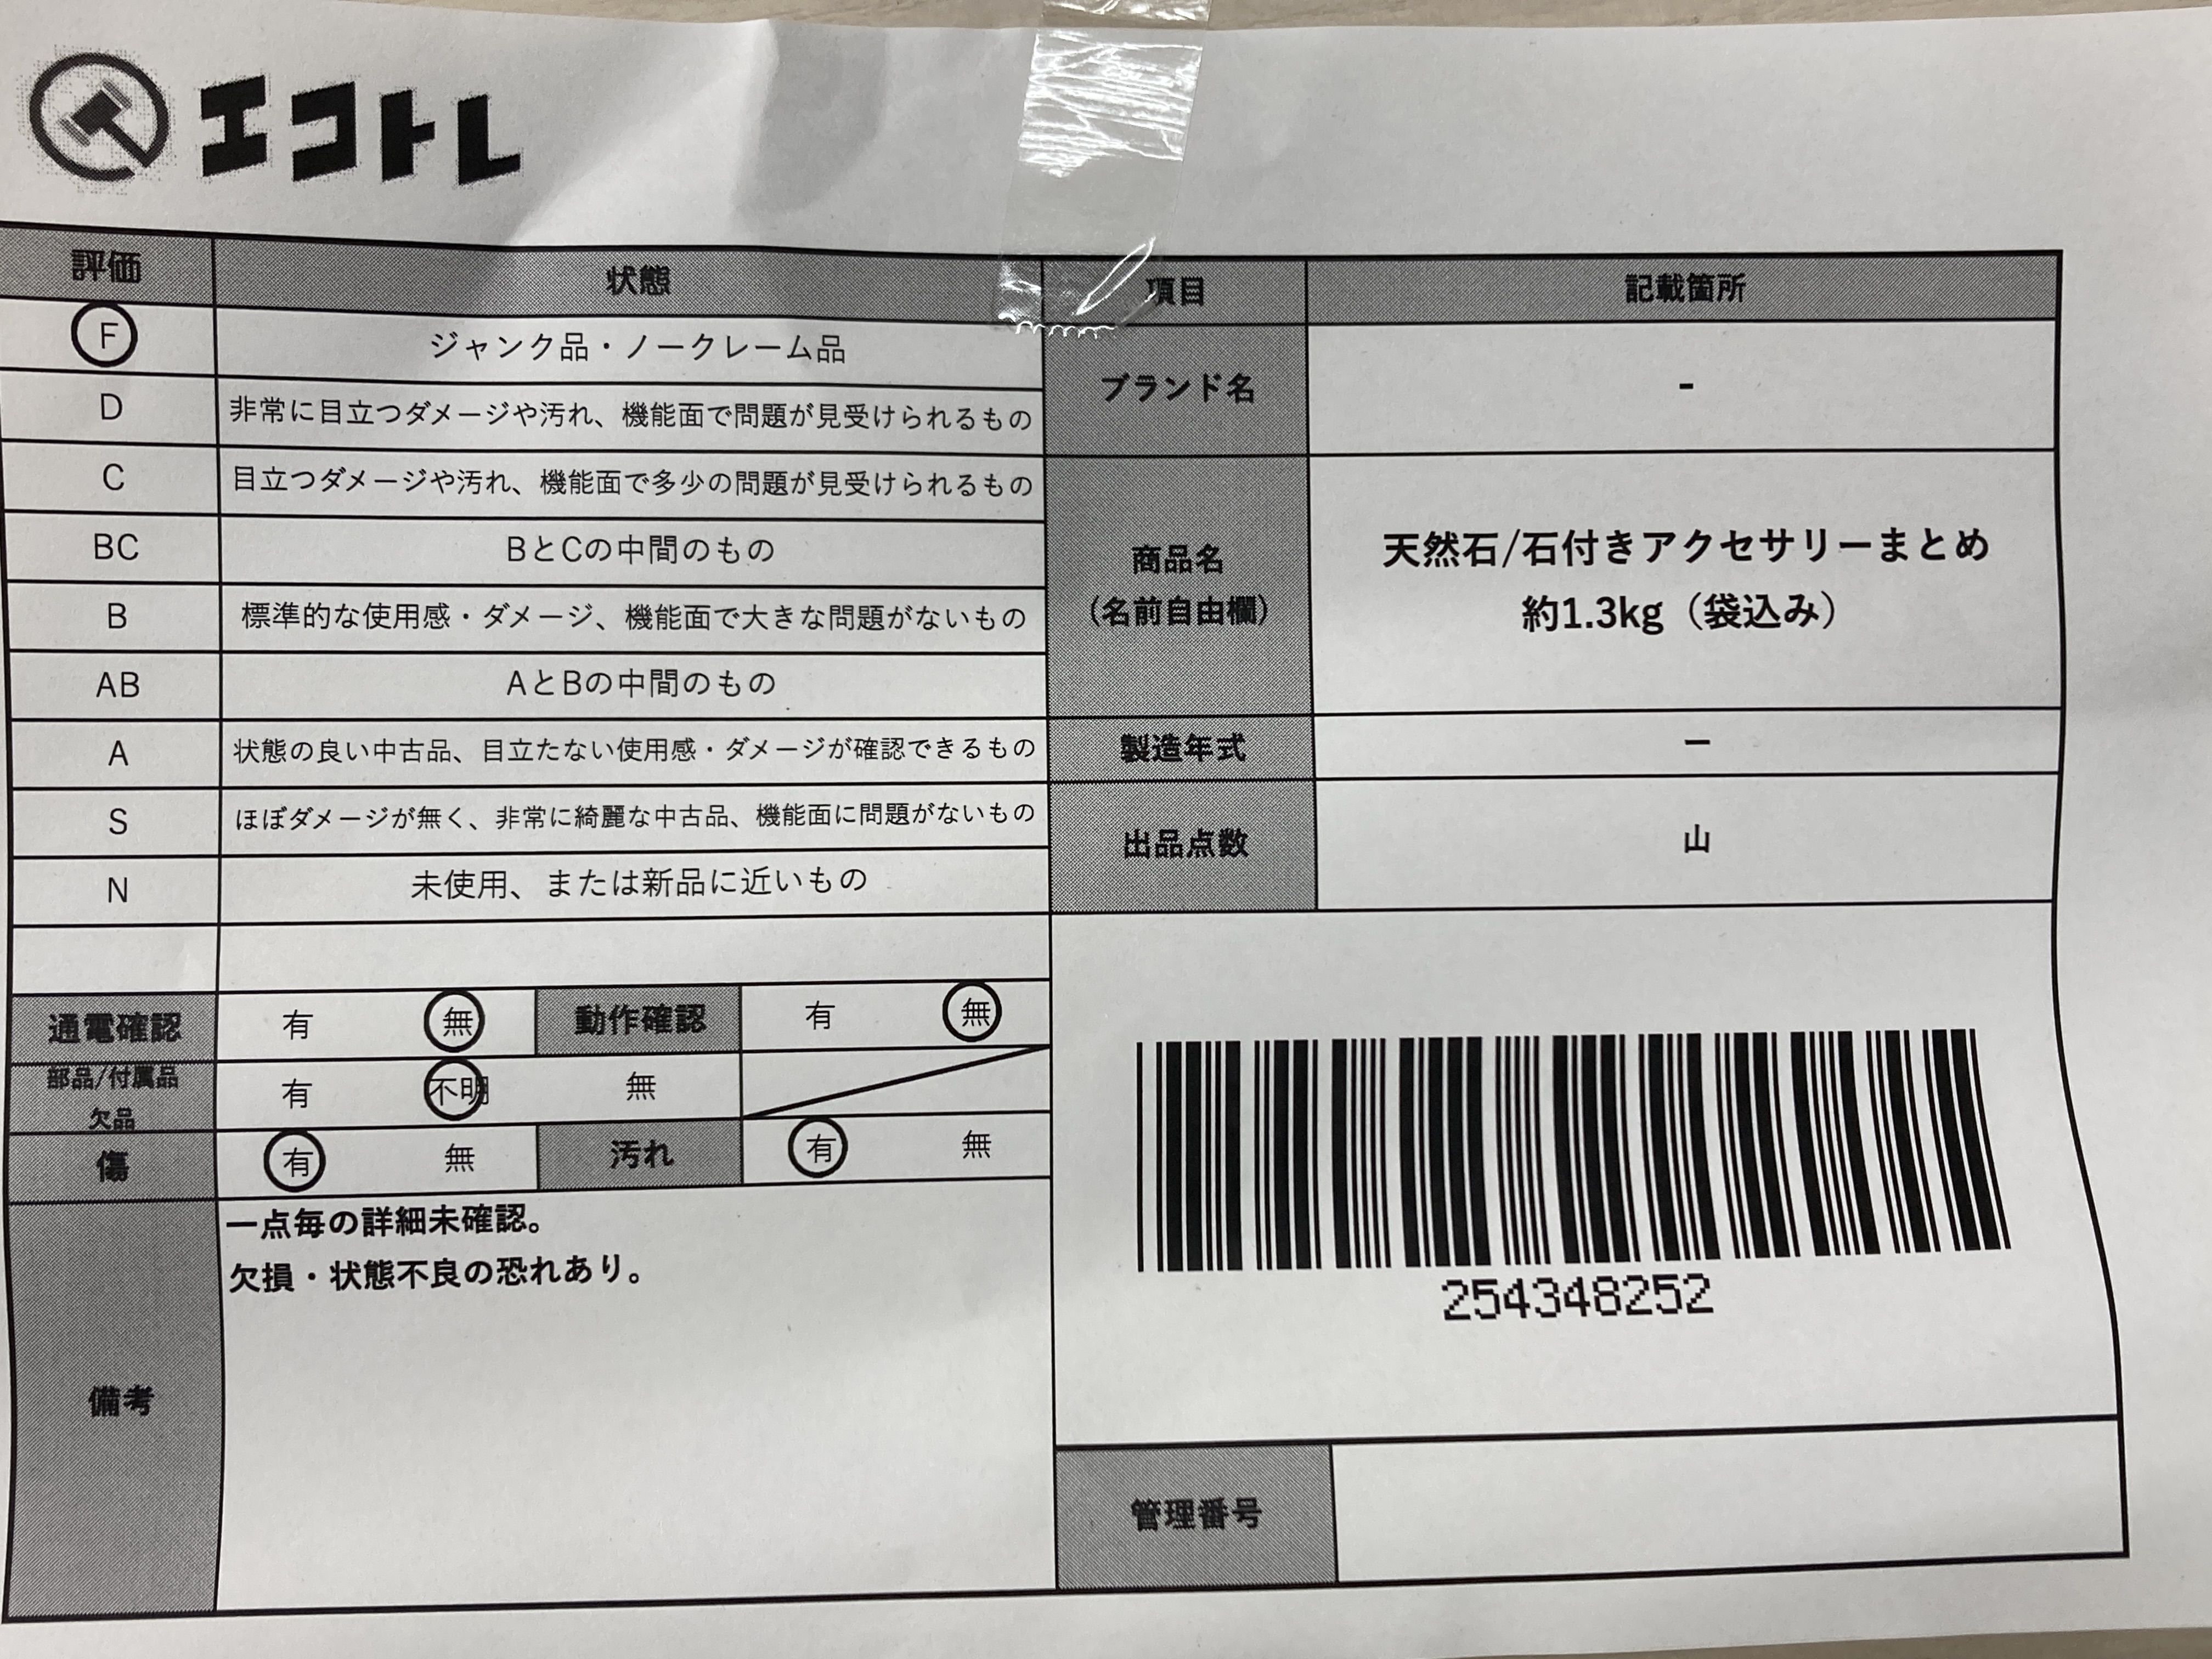 エコトレ
評価 状態
F ジャンク品・ノークレーム品
D 非常に目立つダメージや汚れ、機能面で問題が見受けられるもの
C 目立つダメージや汚れ、機能面で多少の問題が見受けられるもの
BC BとCの中間のもの
B 標準的な使用感・ダメージ、機能面で大きな問題がないもの
AB AとBの中間のもの
A 状態の良い中古品、目立たない使用感・ダメージが確認できるもの
S ほぼダメージが無く、非常に綺麗な中古品、機能面に問題がないもの
N 未使用、または新品に近いもの
通電確認 有 無 動作確認 有 無
部品/付属品
欠品 有 不明 無
傷 有 無 汚れ 有 無
備考
一点毎の詳細未確認。
欠損・状態不良の恐れあり。
項目 記載箇所
ブランド名 -
商品名
(名前自由欄)
天然石/石付きアクセサリーまとめ
約1.3kg（袋込み）
製造年式 ー
出品点数 山
254348252
管理番号